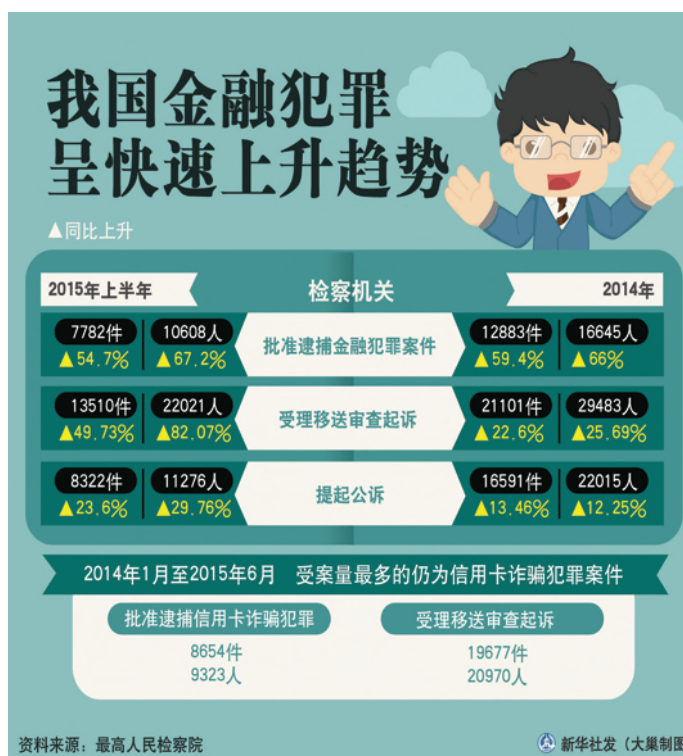 我国金融犯罪
呈快速上升趋势
▲同比上升
2015年上半年 检察机关 2014年
7782件 10608人 批准逮捕金融犯罪案件 12883件 16645人
▲54.7% ▲67.2% ▲59.4% ▲66%
13510件 22021人 受理移送审查起诉 21101件 29483人
▲49.73% ▲82.07% ▲22.6% ▲25.69%
8322件 11276人 提起公诉 16591件 22015人
▲23.6% ▲29.76% ▲13.46% ▲12.25%
2014年1月至2015年6月 受案量最多的仍为信用卡诈骗犯罪案件
批准逮捕信用卡诈骗犯罪 受理移送审查起诉
8654件 19677件
9323人 20970人
资料来源：最高人民检察院 新华社发（大巢制图